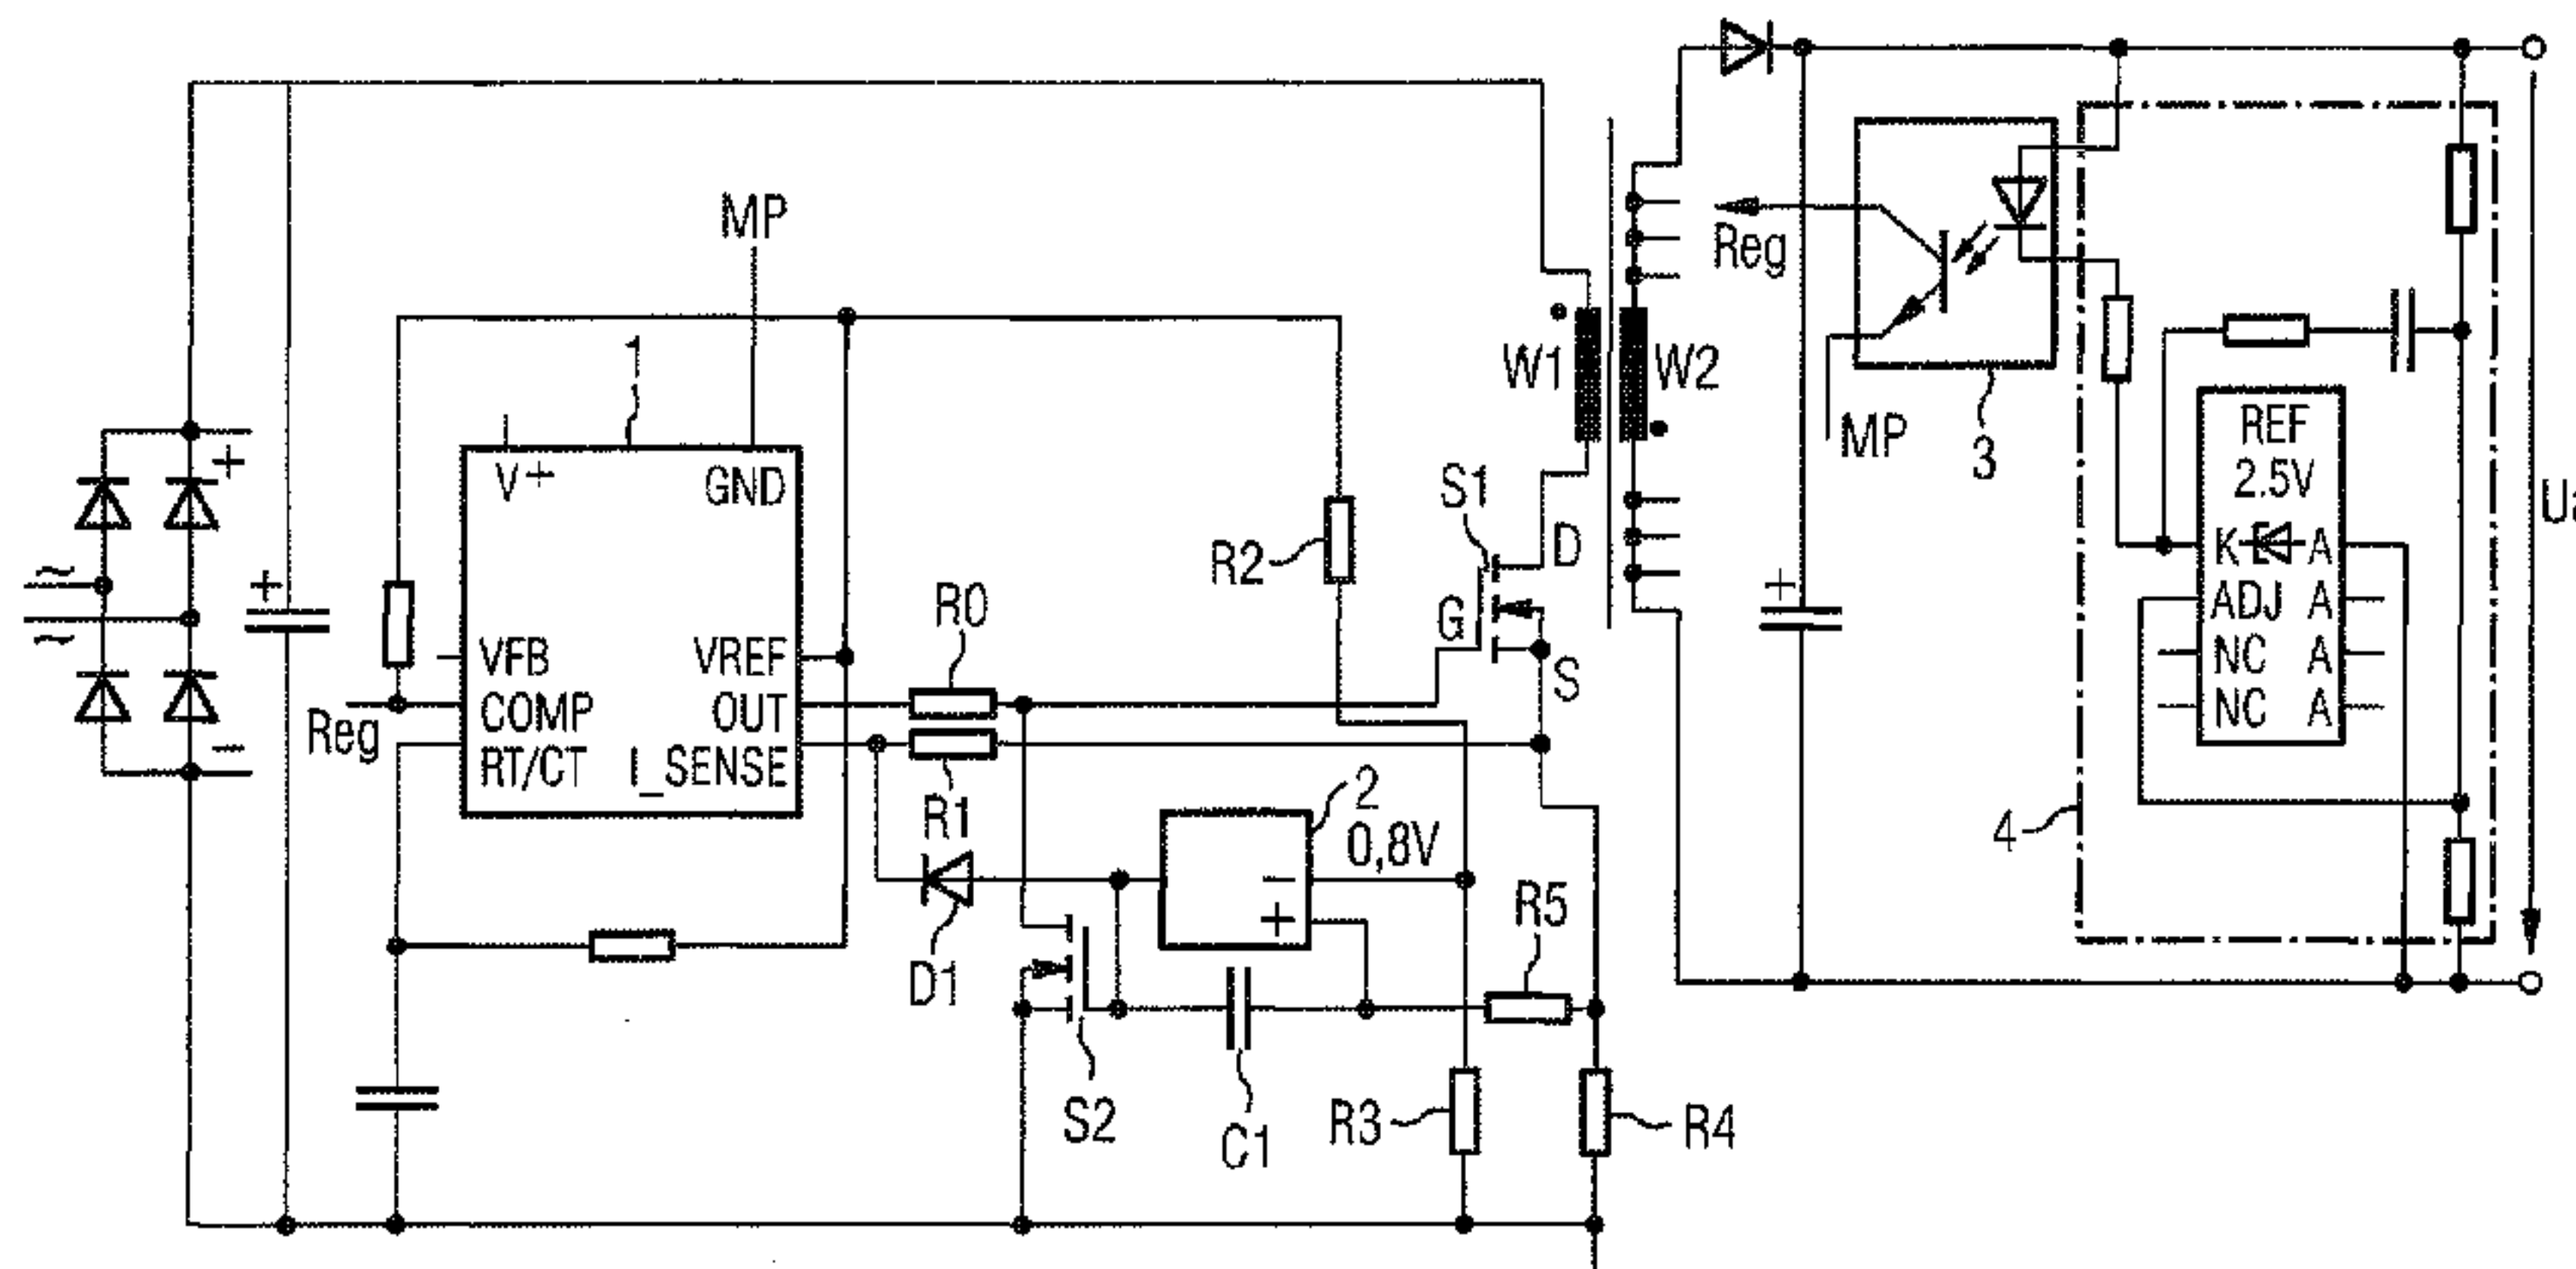 MP
1
V+
GND
VFB
VREF
COMP
OUT
RT/CT
I_SENSE
Reg
~
~
+
−
+
R0
R1
R2
D1
S2
C1
2
0,8V
−
+
R3
R4
R5
S1
D
G
S
W1
W2
Reg
MP
3
+
4
REF
2.5V
K A
ADJ A
NC A
NC A